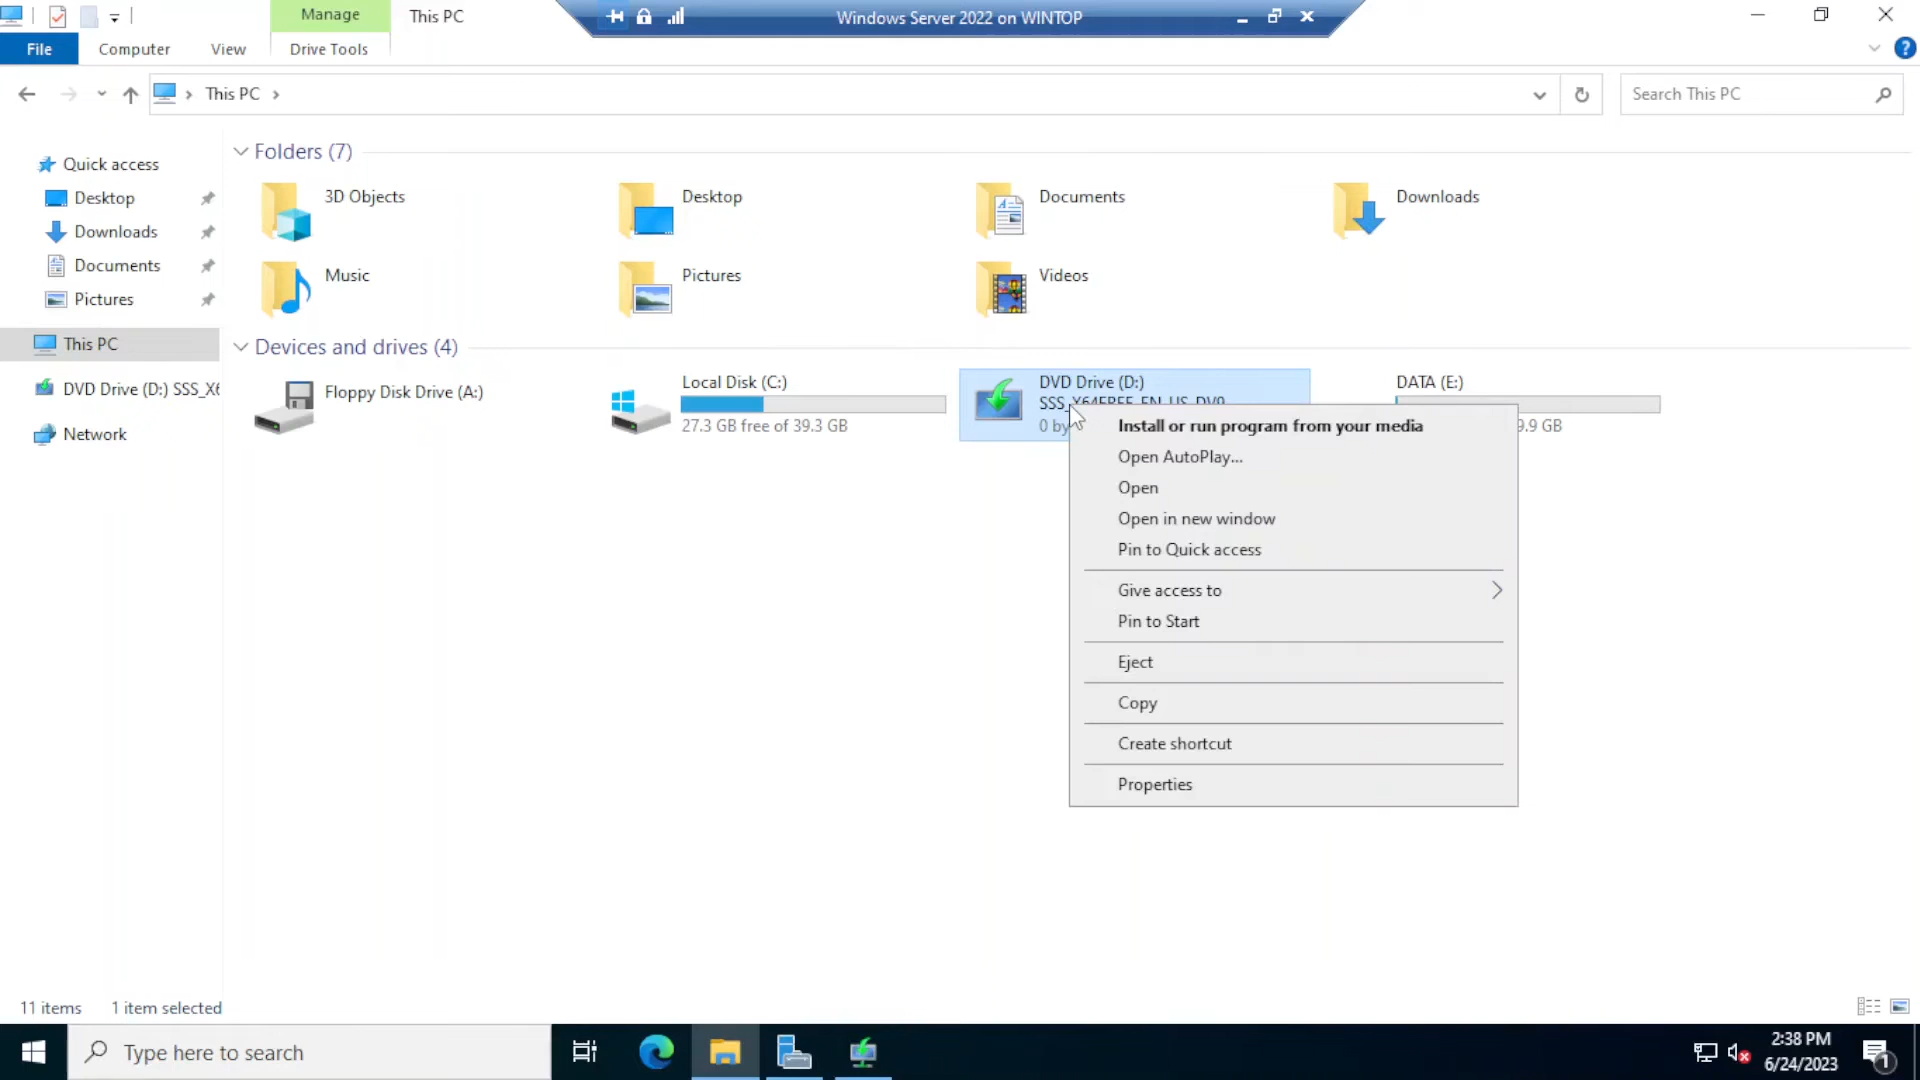 Manage
This PC
Windows Server 2022 on WINTOP
File
Computer
View
Drive Tools
This PC
Search This PC
Quick access
Desktop
Downloads
Documents
Pictures
This PC
DVD Drive (D:) SSS_X6
Network
Folders (7)
3D Objects
Desktop
Documents
Downloads
Music
Pictures
Videos
Devices and drives (4)
Floppy Disk Drive (A:)
Local Disk (C:)
27.3 GB free of 39.3 GB
DVD Drive (D:)
SSS_X64FREE_EN-US_DV9
0 by
DATA (E:)
9.9 GB
Install or run program from your media
Open AutoPlay...
Open
Open in new window
Pin to Quick access
Give access to
Pin to Start
Eject
Copy
Create shortcut
Properties
11 items
1 item selected
Type here to search
2:38 PM
6/24/2023
1